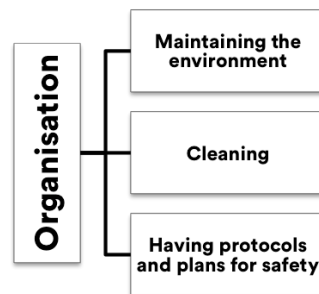 Organisation
Maintaining the
environment
Cleaning
Having protocols
and plans for safety